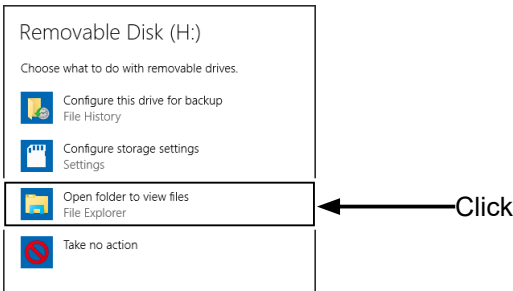 Removable Disk (H:)
Choose what to do with removable drives.
Configure this drive for backup
File History
Configure storage settings
Settings
Open folder to view files
File Explorer
Click
Take no action